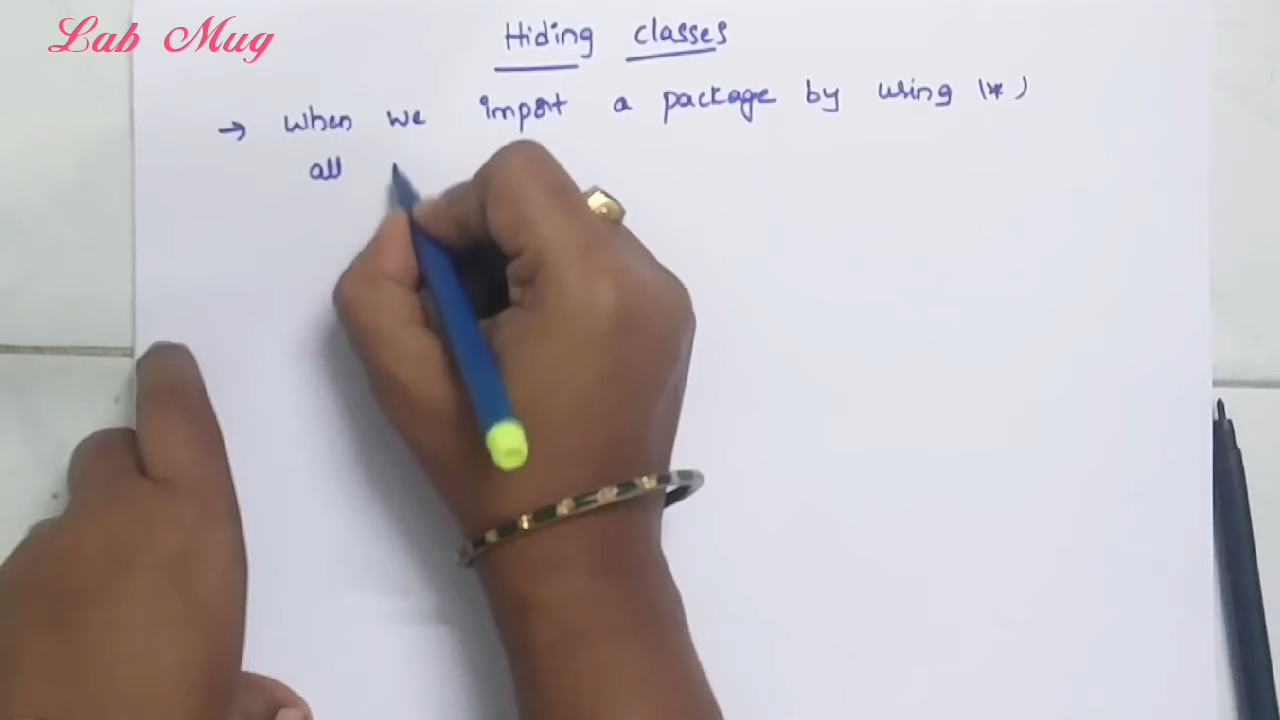 Lab Mug
Hiding classes
→ When we import a package by using (*)
all